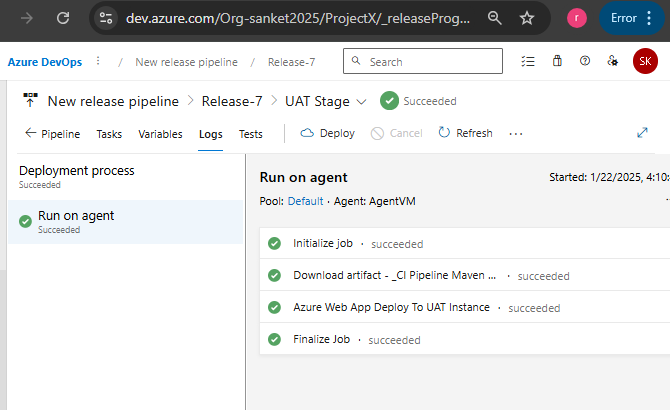 dev.azure.com/Org-sanket2025/ProjectX/_releaseProg...
r
Error
Azure DevOps / New release pipeline / Release-7
Search
SK
New release pipeline > Release-7 > UAT Stage
Succeeded
Pipeline Tasks Variables Logs Tests Deploy Cancel Refresh ...
Deployment process
Succeeded
Run on agent
Succeeded
Run on agent
Started: 1/22/2025, 4:10:
Pool: Default · Agent: AgentVM
Initialize job · succeeded
Download artifact - _CI Pipeline Maven ... · succeeded
Azure Web App Deploy To UAT Instance · succeeded
Finalize Job · succeeded